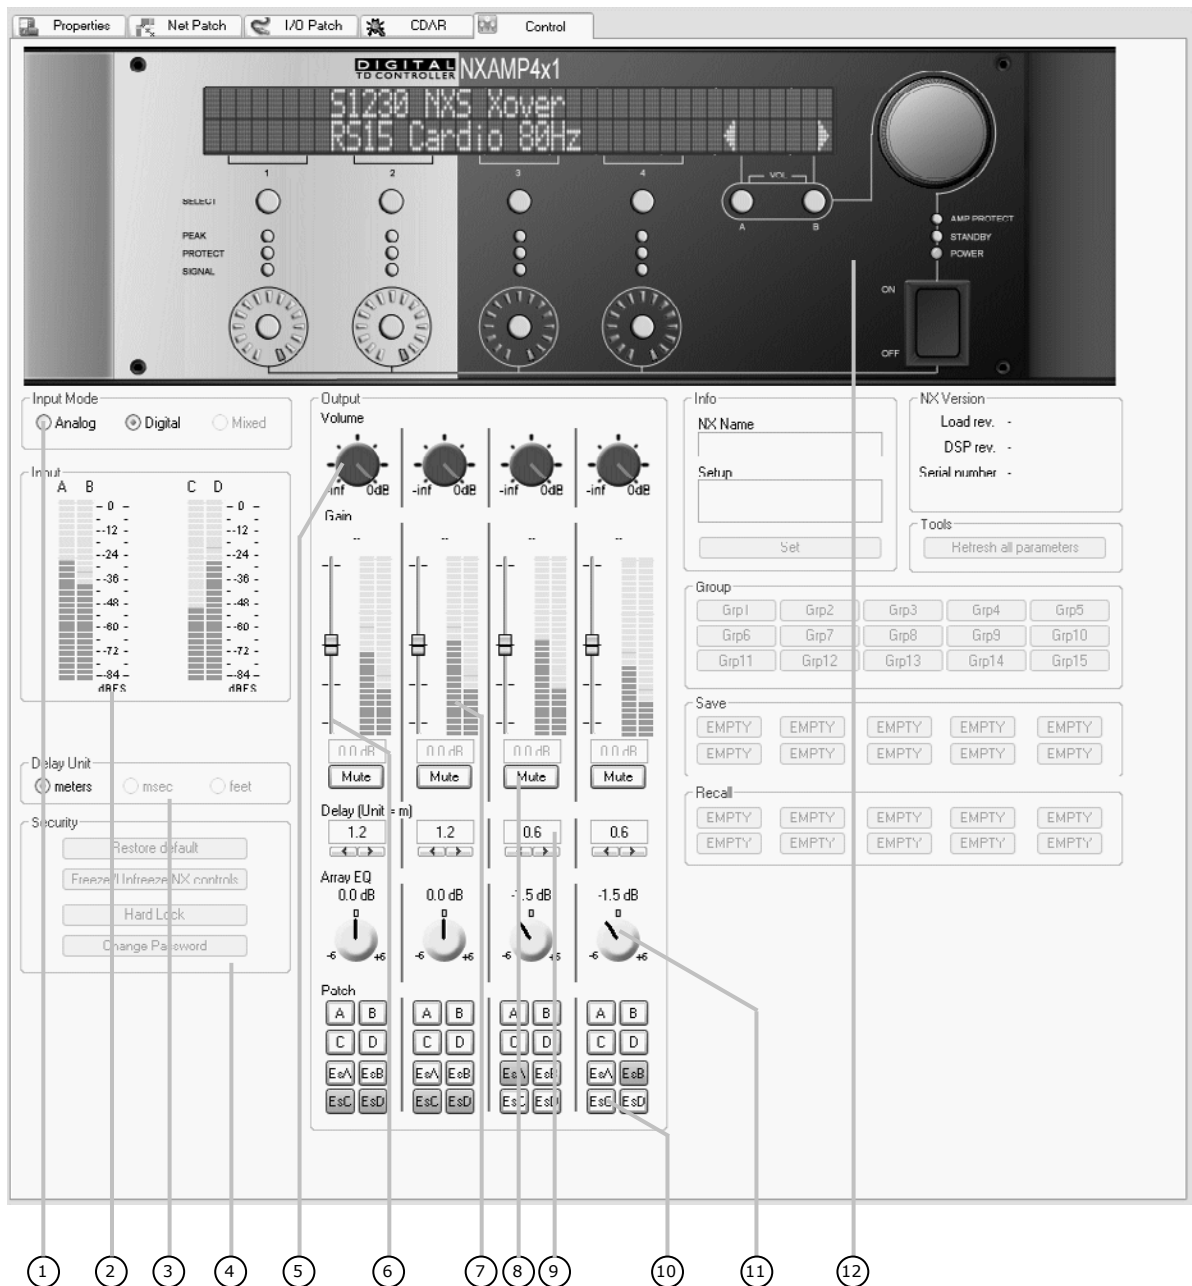 Properties Net Patch I/O Patch CDAR Control
DIGITAL
TD CONTROLLER NXAMP4x1
S1230 NXS Xover
RS15 Cardio 80Hz
1 2 3 4 VOL
SELECT
A B
PEAK
PROTECT
SIGNAL
AMP PROTECT
STANDBY
POWER
ON
OFF
Input Mode
Analog Digital Mixed
Input
A B C D
- 0 - - 0 -
--12 - --12 -
--24 - --24 -
--36 - --36 -
--48 - --48 -
--60 - --60 -
--72 - --72 -
--84 - --84 -
dBFS dBFS
Delay Unit
meters msec feet
Security
Restore default
Freeze/Unfreeze NX controls
Hard Lock
Change Password
Output
Volume
-inf 0dB -inf 0dB -inf 0dB -inf 0dB
Gain
-- -- -- --
0.0 dB 0.0 dB 0.0 dB 0.0 dB
Mute Mute Mute Mute
Delay (Unit = m)
1.2 1.2 0.6 0.6
Array EQ
0.0 dB 0.0 dB -1.5 dB -1.5 dB
0 0 0 0
-6 +6 -6 +6 -6 +6 -6 +6
Patch
A B A B A B A B
C D C D C D C D
EsA EsB EsA EsB EsA EsB EsA EsB
EsC EsD EsC EsD EsC EsD EsC EsD
Info
NX Name
Setup
Set
NX Version
Load rev. -
DSP rev. -
Serial number -
Tools
Refresh all parameters
Group
Grp1 Grp2 Grp3 Grp4 Grp5
Grp6 Grp7 Grp8 Grp9 Grp10
Grp11 Grp12 Grp13 Grp14 Grp15
Save
EMPTY EMPTY EMPTY EMPTY EMPTY
EMPTY EMPTY EMPTY EMPTY EMPTY
Recall
EMPTY EMPTY EMPTY EMPTY EMPTY
EMPTY EMPTY EMPTY EMPTY EMPTY
1 2 3 4 5 6 7 8 9 10 11 12